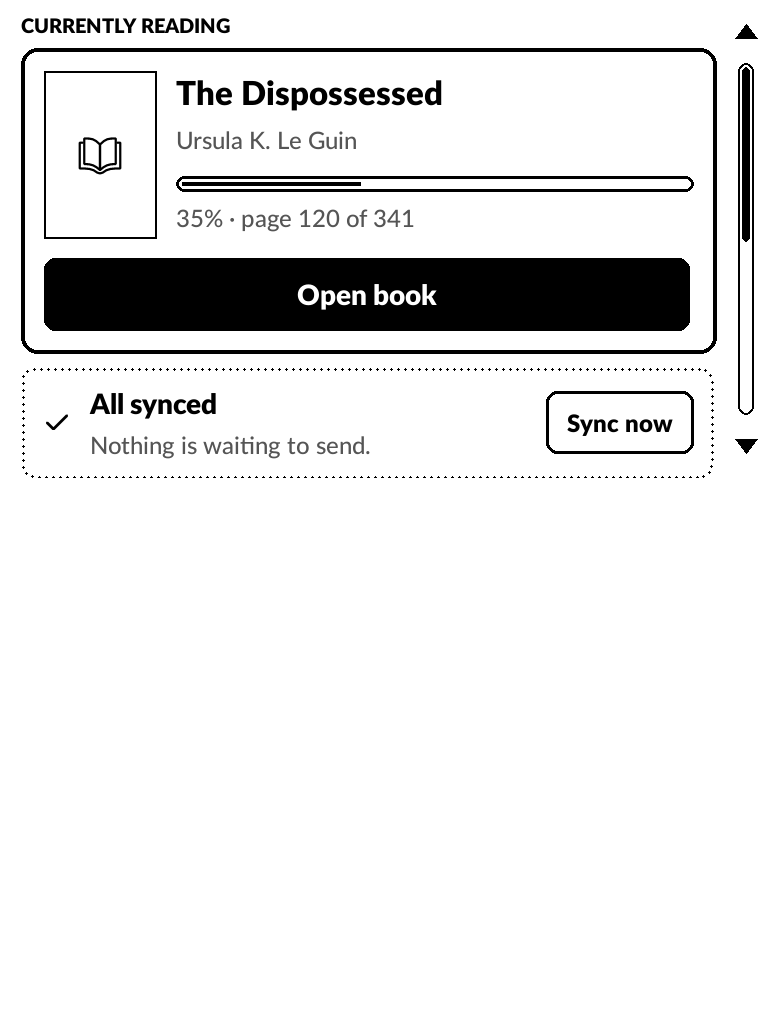 CURRENTLY READING
The Dispossessed
Ursula K. Le Guin
35% · page 120 of 341
Open book
All synced
Nothing is waiting to send.
Sync now